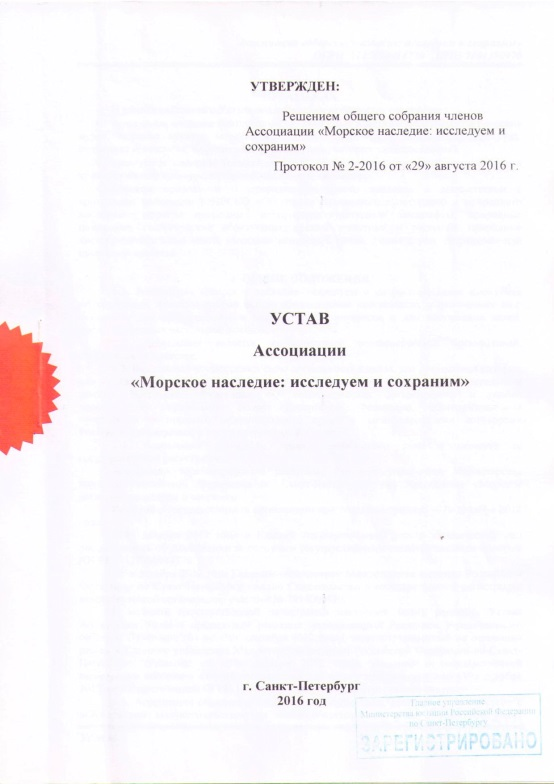 УТВЕРЖДЕН:
Решением общего собрания членов
Ассоциации «Морское наследие: исследуем и
сохраним»
Протокол № 2-2016 от «29» августа 2016 г.
УСТАВ
Ассоциации
«Морское наследие: исследуем и сохраним»
г. Санкт-Петербург
2016 год
Главное управление
Министерства юстиции Российской Федерации
по Санкт-Петербургу
ЗАРЕГИСТРИРОВАНО